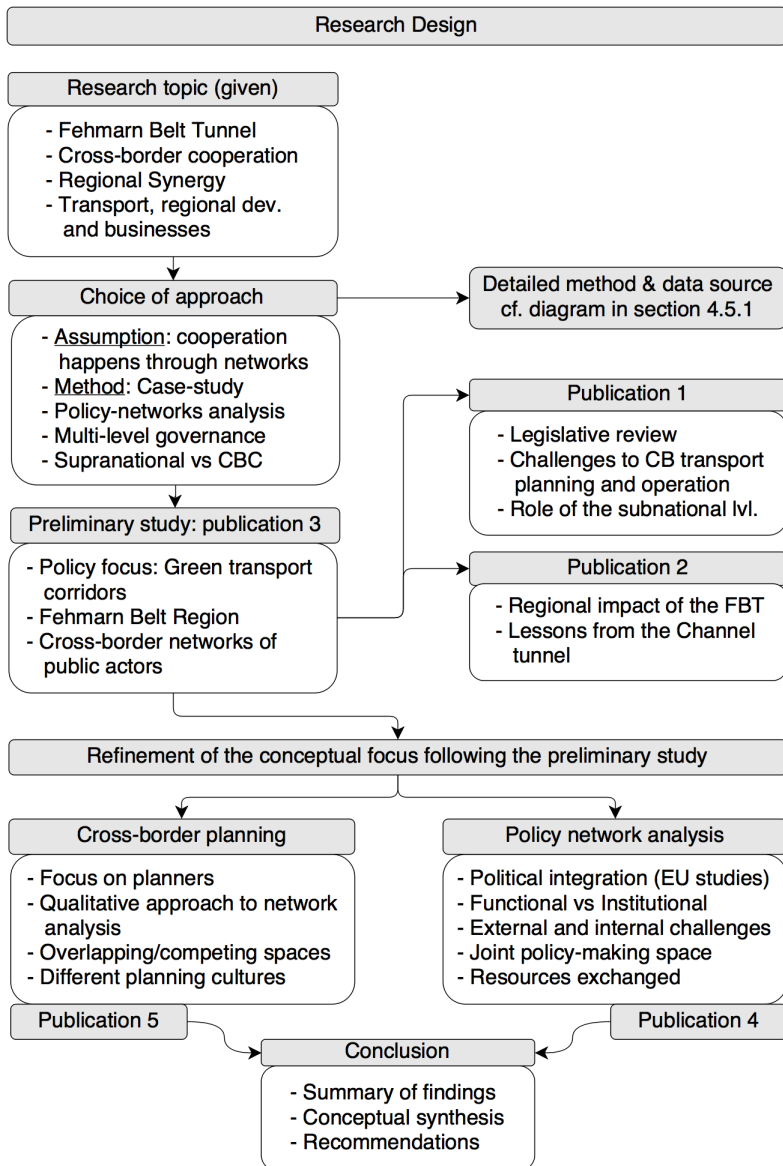 Research Design
Research topic (given)
- Fehmarn Belt Tunnel
- Cross-border cooperation
- Regional Synergy
- Transport, regional dev.
and businesses
Choice of approach
- Assumption: cooperation
happens through networks
- Method: Case-study
- Policy-networks analysis
- Multi-level governance
- Supranational vs CBC
Detailed method & data source
cf. diagram in section 4.5.1
Preliminary study: publication 3
- Policy focus: Green transport
corridors
- Fehmarn Belt Region
- Cross-border networks of
public actors
Publication 1
- Legislative review
- Challenges to CB transport
planning and operation
- Role of the subnational lvl.
Publication 2
- Regional impact of the FBT
- Lessons from the Channel
tunnel
Refinement of the conceptual focus following the preliminary study
Cross-border planning
- Focus on planners
- Qualitative approach to network
analysis
- Overlapping/competing spaces
- Different planning cultures
Publication 5
Policy network analysis
- Political integration (EU studies)
- Functional vs Institutional
- External and internal challenges
- Joint policy-making space
- Resources exchanged
Publication 4
Conclusion
- Summary of findings
- Conceptual synthesis
- Recommendations